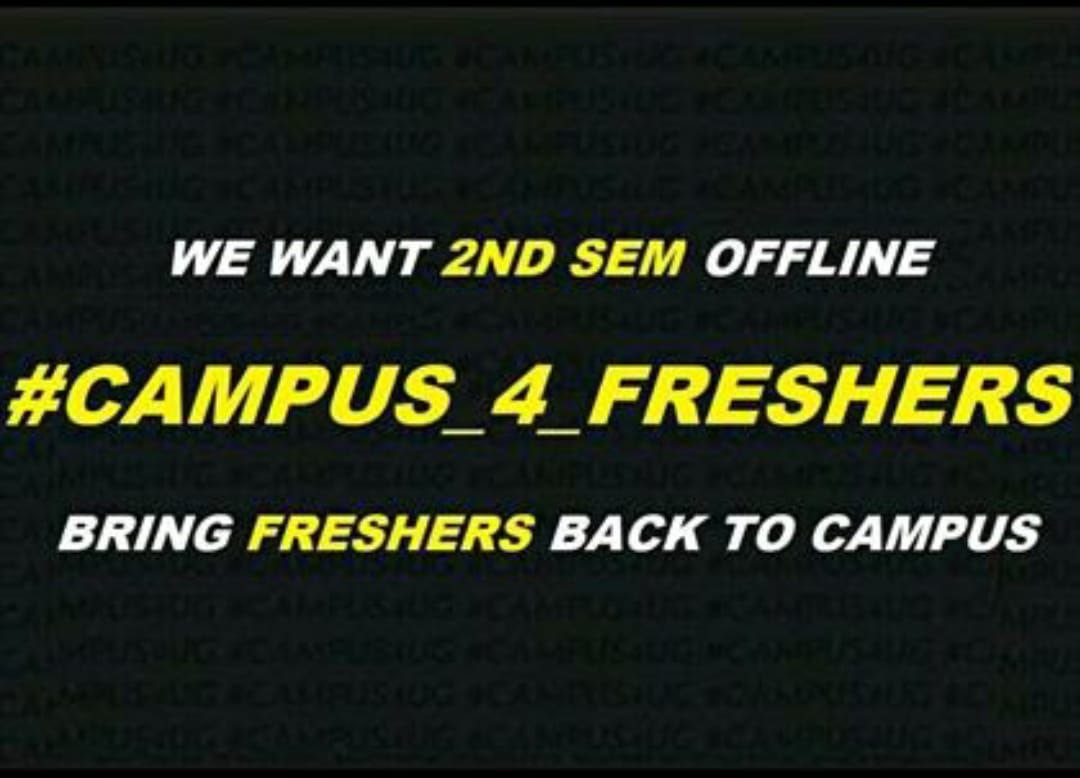 WE WANT 2ND SEM OFFLINE
#CAMPUS_4_FRESHERS
BRING FRESHERS BACK TO CAMPUS